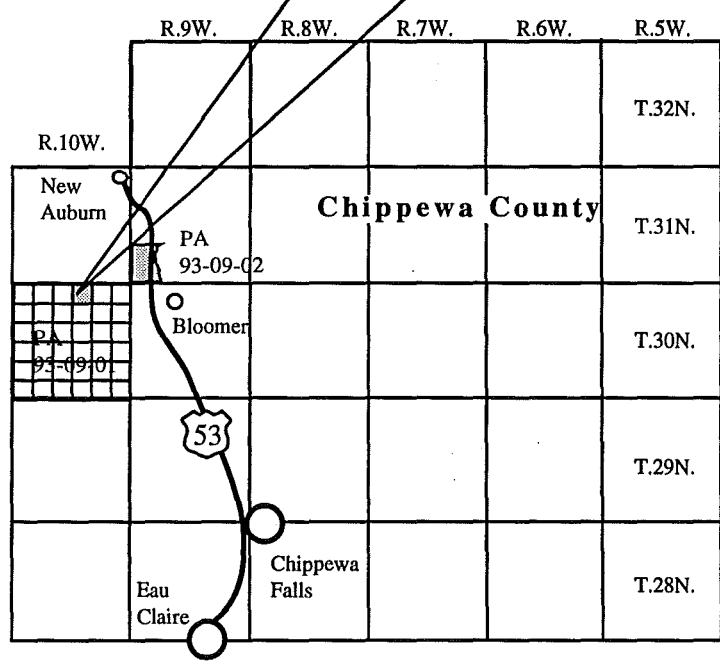 R.9W. R.8W. R.7W. R.6W. R.5W.
T.32N.
R.10W.
New
Auburn
Chippewa County
T.31N.
PA
93-09-02
Bloomer
T.30N.
PA
93-09-01
53
T.29N.
Chippewa
Falls
Eau
Claire
T.28N.